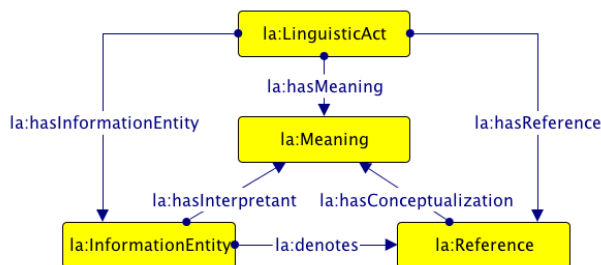 la:LinguisticAct
la:hasMeaning
la:hasInformationEntity
la:hasReference
la:Meaning
la:hasInterpretant
la:hasConceptualization
la:InformationEntity
la:denotes
la:Reference